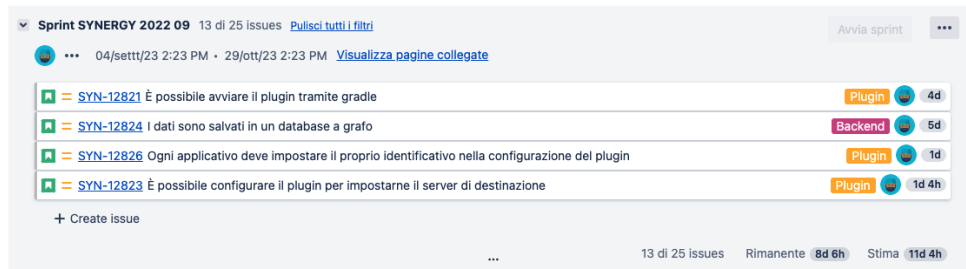 Sprint SYNERGY 2022 09 13 di 25 issues Pulisci tutti i filtri
Avvia sprint •••
••• 04/settt/23 2:23 PM • 29/ott/23 2:23 PM Visualizza pagine collegate
SYN-12821 È possibile avviare il plugin tramite gradle Plugin 4d
SYN-12824 I dati sono salvati in un database a grafo Backend 5d
SYN-12826 Ogni applicativo deve impostare il proprio identificativo nella configurazione del plugin Plugin 1d
SYN-12823 È possibile configurare il plugin per impostarne il server di destinazione Plugin 1d 4h
+ Create issue
... 13 di 25 issues Rimanente 8d 6h Stima 11d 4h